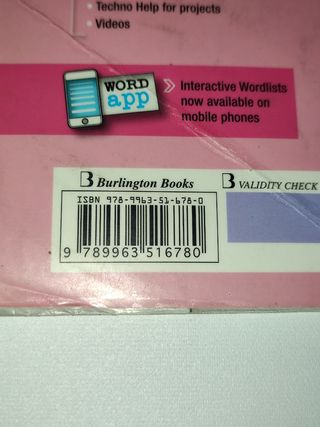 • Techno Help for projects
• Videos
WORD
app
Interactive Wordlists
now available on
mobile phones
B Burlington Books
B VALIDITY CHECK
ISBN 978-9963-51-678-0
9 789963 516780